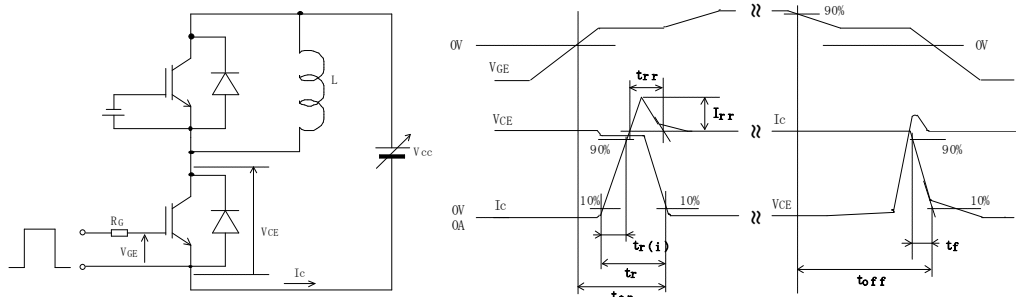 L
Vcc
RG
VGE
VCE
Ic
0V
VGE
VCE
0V
0A
Ic
trr
Irr
90%
10%
10%
tr(i)
tr
ton
90%
0V
Ic
90%
VCE
10%
tf
toff